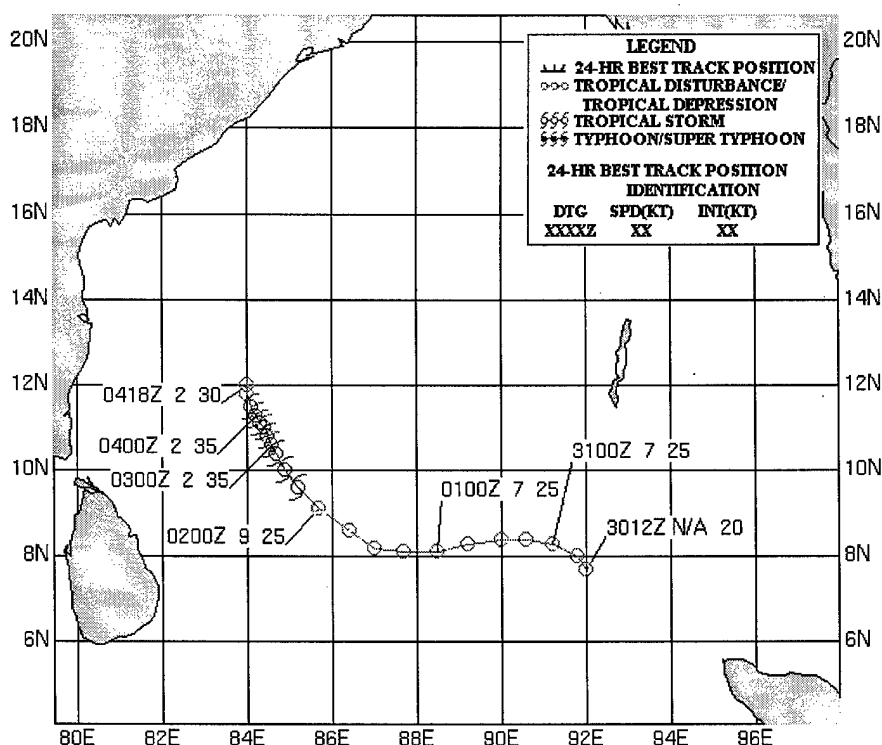 20N
20N
LEGEND
24-HR BEST TRACK POSITION
TROPICAL DISTURBANCE/
TROPICAL DEPRESSION
TROPICAL STORM
TYPHOON/SUPER TYPHOON
24-HR BEST TRACK POSITION
IDENTIFICATION
DTG SPD(KT) INT(KT)
XXXXZ XX XX
18N
18N
16N
16N
14N
14N
12N
12N
0418Z 2 30
0400Z 2 35
3100Z 7 25
10N
10N
0300Z 2 35
0100Z 7 25
0200Z 9 25
3012Z N/A 20
8N
8N
6N
6N
80E 82E 84E 86E 88E 90E 92E 94E 96E